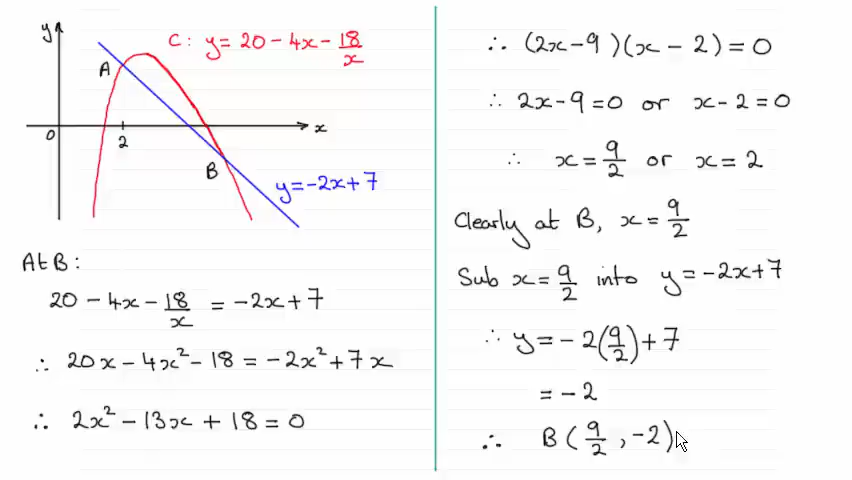 y
C: y = 20 - 4x - 18/x
A
0
2
x
B
y = -2x + 7
At B:
20 - 4x - 18/x = -2x + 7
∴ 20x - 4x² - 18 = -2x² + 7x
∴ 2x² - 13x + 18 = 0
∴ (2x - 9)(x - 2) = 0
∴ 2x - 9 = 0 or x - 2 = 0
∴ x = 9/2 or x = 2
Clearly at B, x = 9/2
Sub x = 9/2 into y = -2x + 7
∴ y = -2(9/2) + 7
= -2
∴ B(9/2, -2)